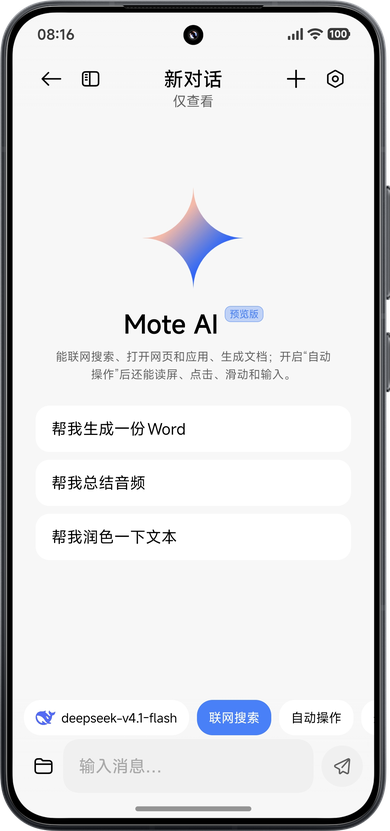 08:16
100
新对话
仅查看
Mote AI 预览版
能联网搜索、打开网页和应用、生成文档；开启“自动
操作”后还能读屏、点击、滑动和输入。
帮我生成一份Word
帮我总结音频
帮我润色一下文本
deepseek-v4.1-flash
联网搜索
自动操作
输入消息...